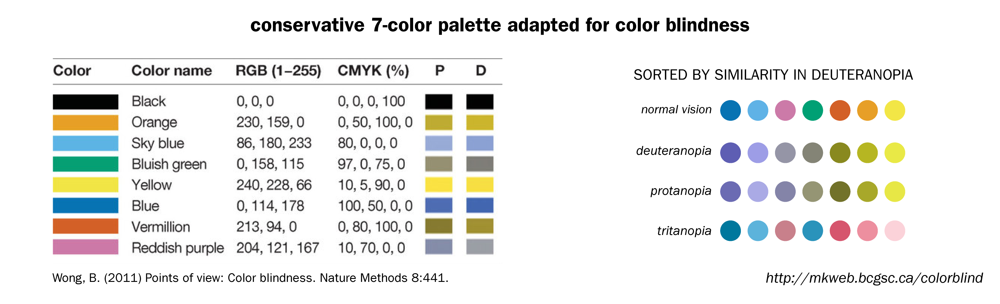 conservative 7-color palette adapted for color blindness
Color Color name RGB (1–255) CMYK (%) P D
Black 0, 0, 0 0, 0, 0, 100
Orange 230, 159, 0 0, 50, 100, 0
Sky blue 86, 180, 233 80, 0, 0, 0
Bluish green 0, 158, 115 97, 0, 75, 0
Yellow 240, 228, 66 10, 5, 90, 0
Blue 0, 114, 178 100, 50, 0, 0
Vermillion 213, 94, 0 0, 80, 100, 0
Reddish purple 204, 121, 167 10, 70, 0, 0
Wong, B. (2011) Points of view: Color blindness. Nature Methods 8:441.
SORTED BY SIMILARITY IN DEUTERANOPIA
normal vision
deuteranopia
protanopia
tritanopia
http://mkweb.bcgsc.ca/colorblind